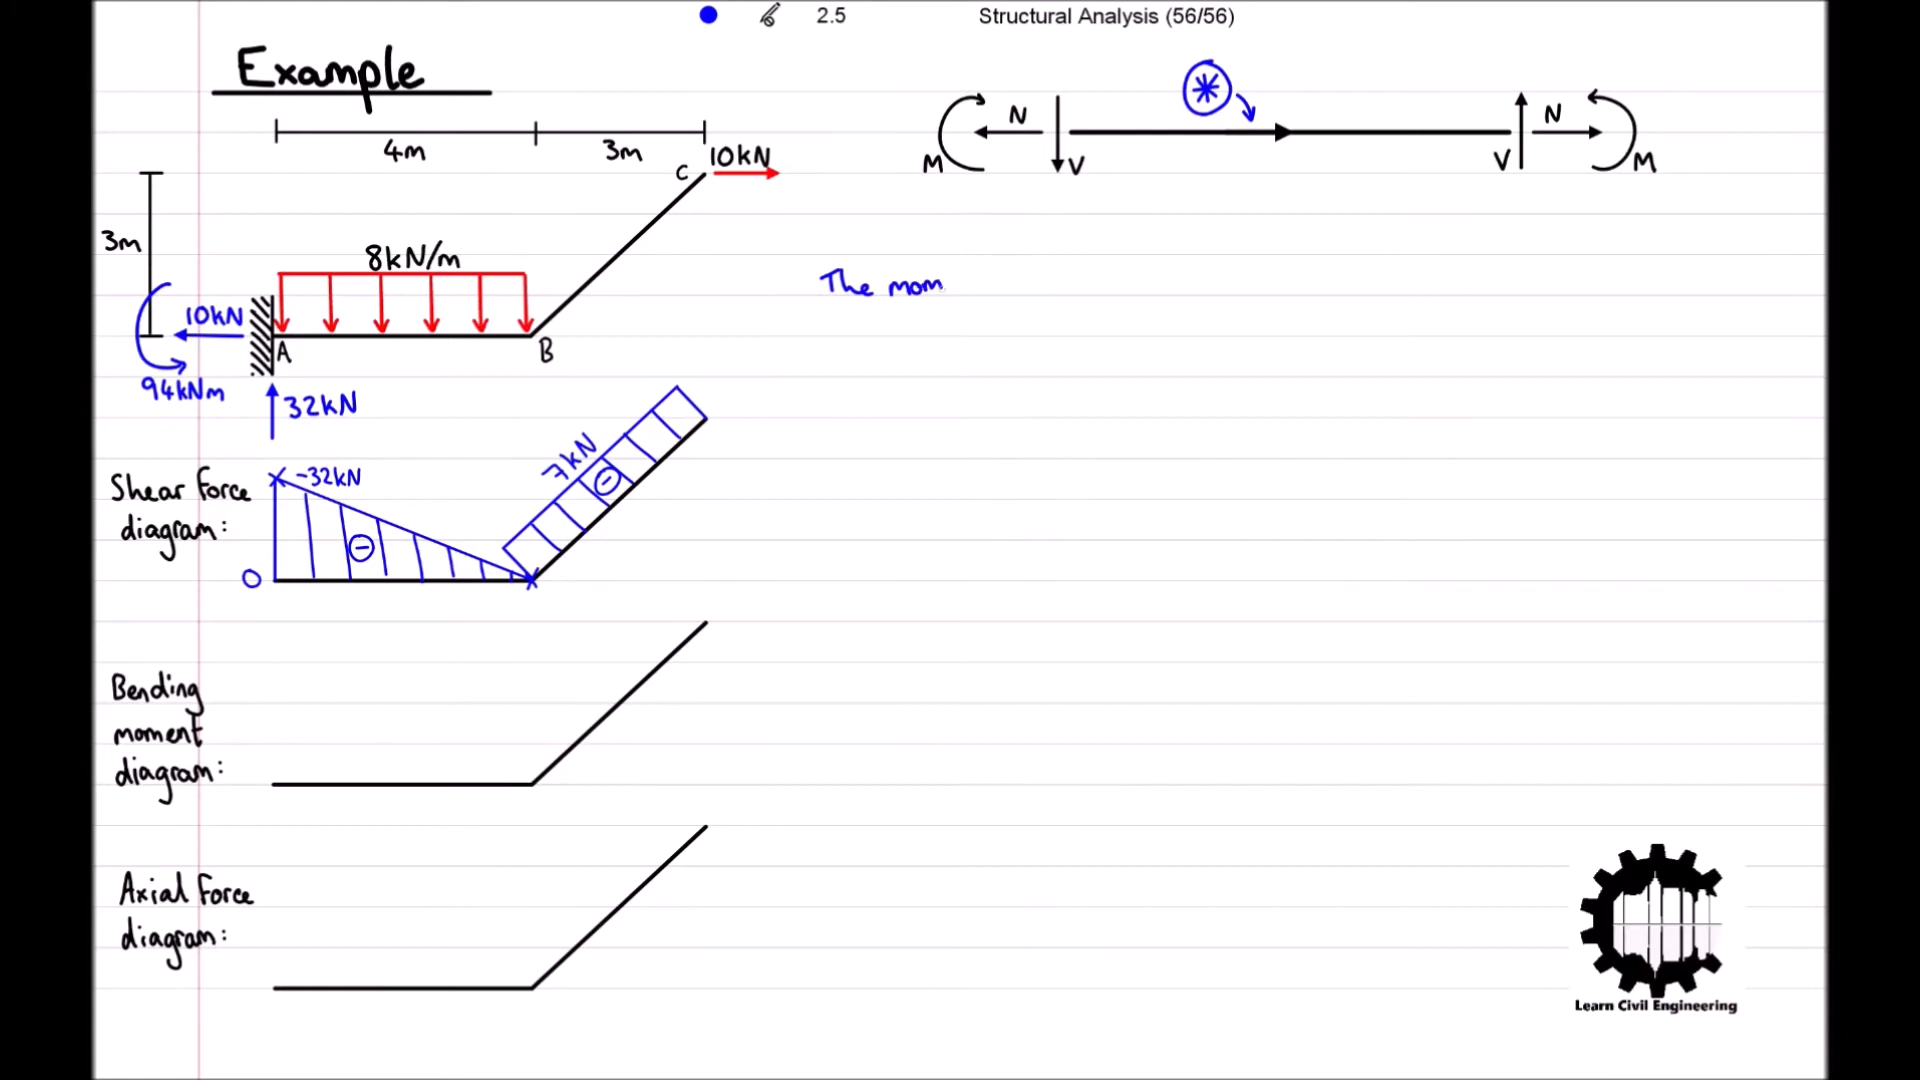 2.5
Structural Analysis (56/56)
Example
4m
3m
C
10kN
3m
8kN/m
10kN
A
B
94kNm
32kN
M
N
V
*
V
N
M
The mom
Shear Force
diagram:
-32kN
-
0
7kN
-
Bending
moment
diagram:
Axial Force
diagram:
Learn Civil Engineering